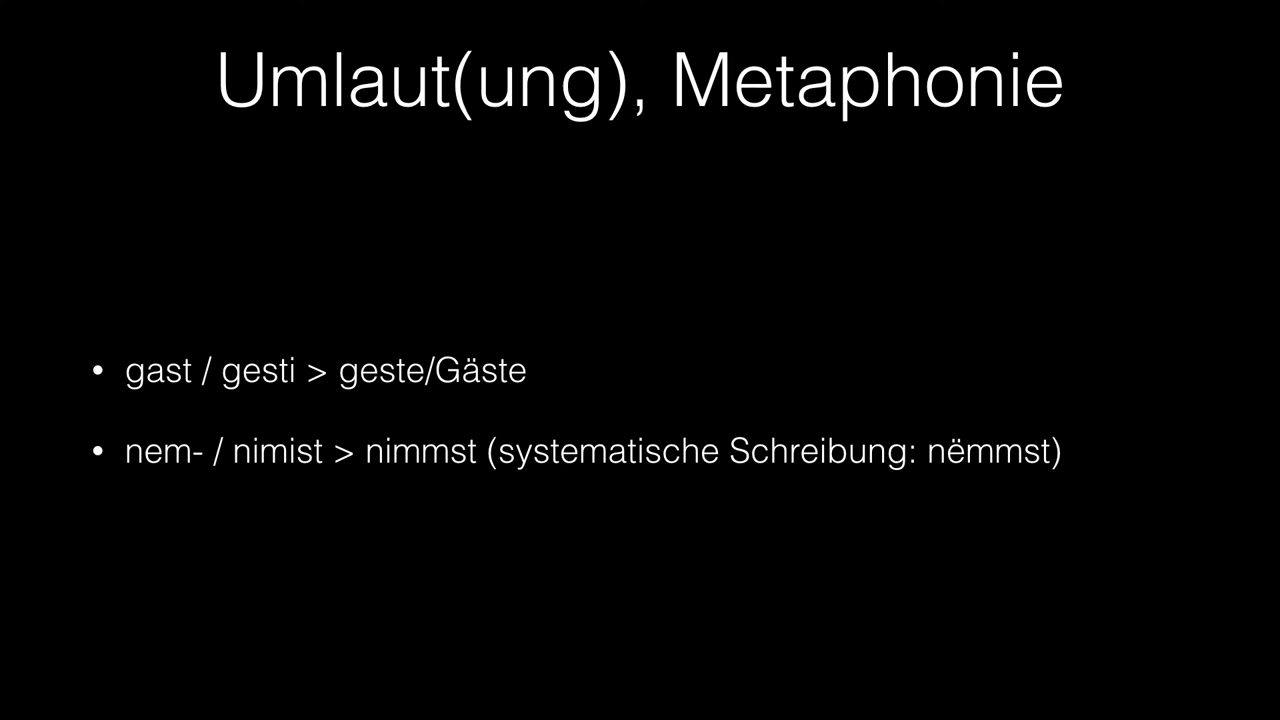 Umlaut(ung), Metaphonie
• gast / gesti > geste/Gäste
• nem- / nimist > nimmst (systematische Schreibung: nëmmst)